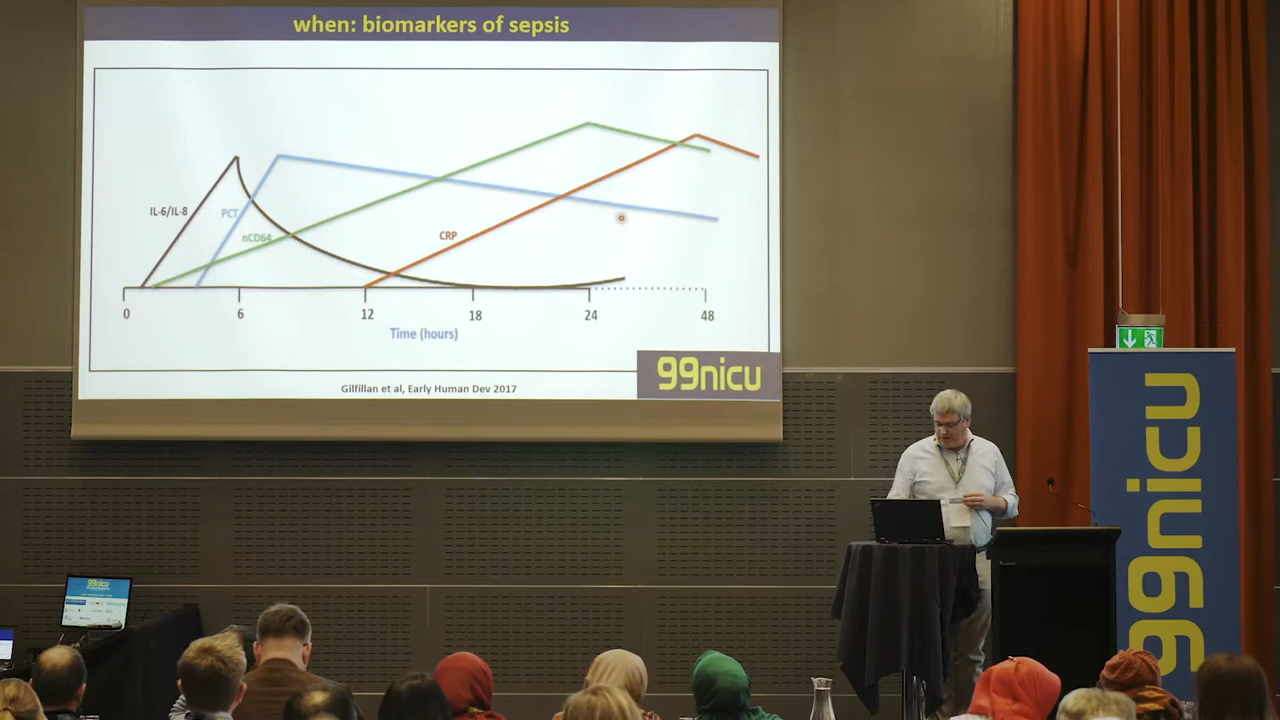 when: biomarkers of sepsis
IL-6/IL-8
PCT
nCD64
CRP
0 6 12 18 24 48
Time (hours)
Gilfillan et al, Early Human Dev 2017
99nicu
99nicu
99nicu